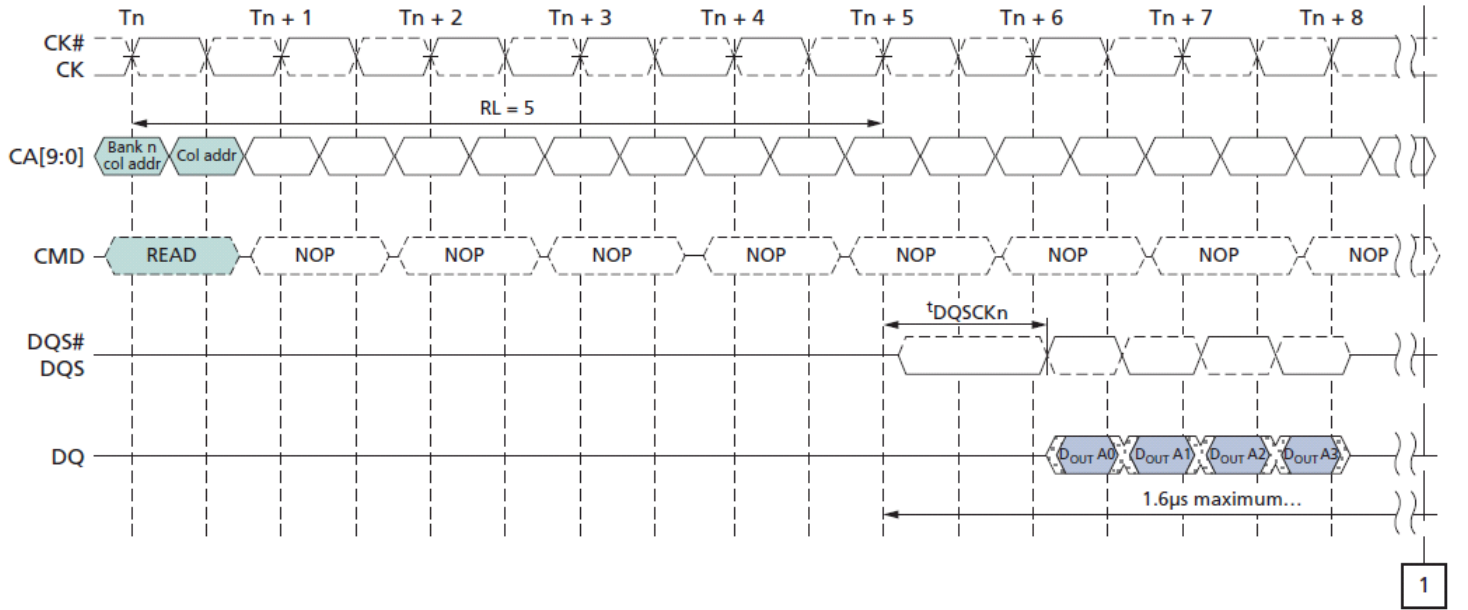 Tn Tn + 1 Tn + 2 Tn + 3 Tn + 4 Tn + 5 Tn + 6 Tn + 7 Tn + 8
CK#
CK
RL = 5
CA[9:0] Bank n
col addr Col addr
CMD READ NOP NOP NOP NOP NOP NOP NOP NOP
tDQSCKn
DQS#
DQS
DQ DOUT A0 DOUT A1 DOUT A2 DOUT A3
1.6μs maximum…
1